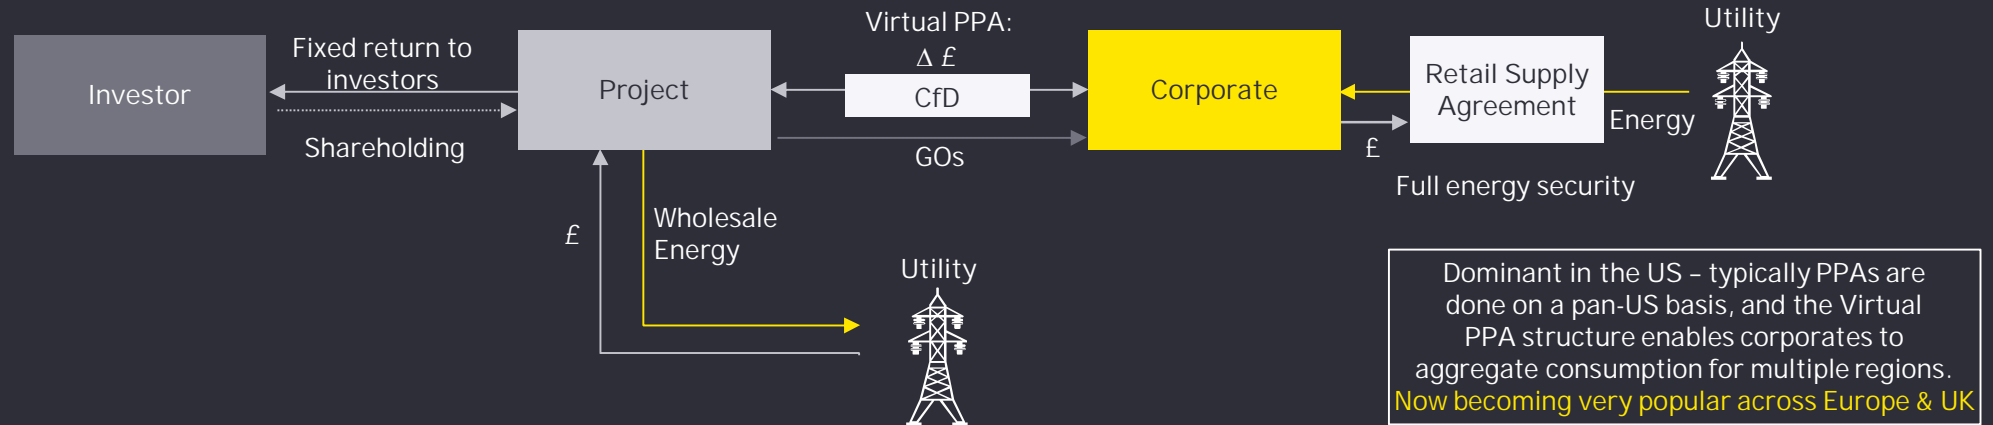 Investor
Fixed return to
investors
Shareholding
Project
Virtual PPA:
Δ £
CfD
GOs
Corporate
Retail Supply
Agreement
£
Energy
Utility
Full energy security
£
Wholesale
Energy
Utility
Dominant in the US – typically PPAs are
done on a pan-US basis, and the Virtual
PPA structure enables corporates to
aggregate consumption for multiple regions.
Now becoming very popular across Europe & UK